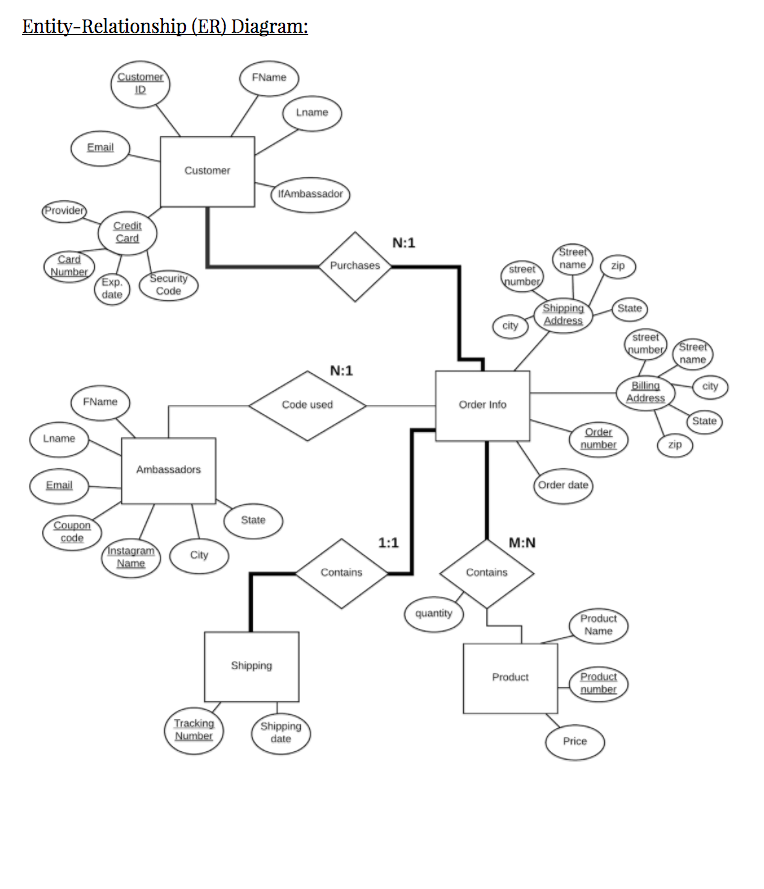 Entity-Relationship (ER) Diagram:
Customer
ID
FName
Lname
Email
Customer
IfAmbassador
Provider
Credit
Card
Card
Number
Exp.
date
Security
Code
N:1
Purchases
street
number
Street
name
zip
city
Shipping
Address
State
street
number
Street
name
Billing
Address
city
State
zip
N:1
Code used
Order Info
Order
number
Order date
FName
Lname
Ambassadors
Email
Coupon
code
Instagram
Name
City
State
1:1
Contains
M:N
Contains
quantity
Shipping
Tracking
Number
Shipping
date
Product
Product
Name
Product
number
Price